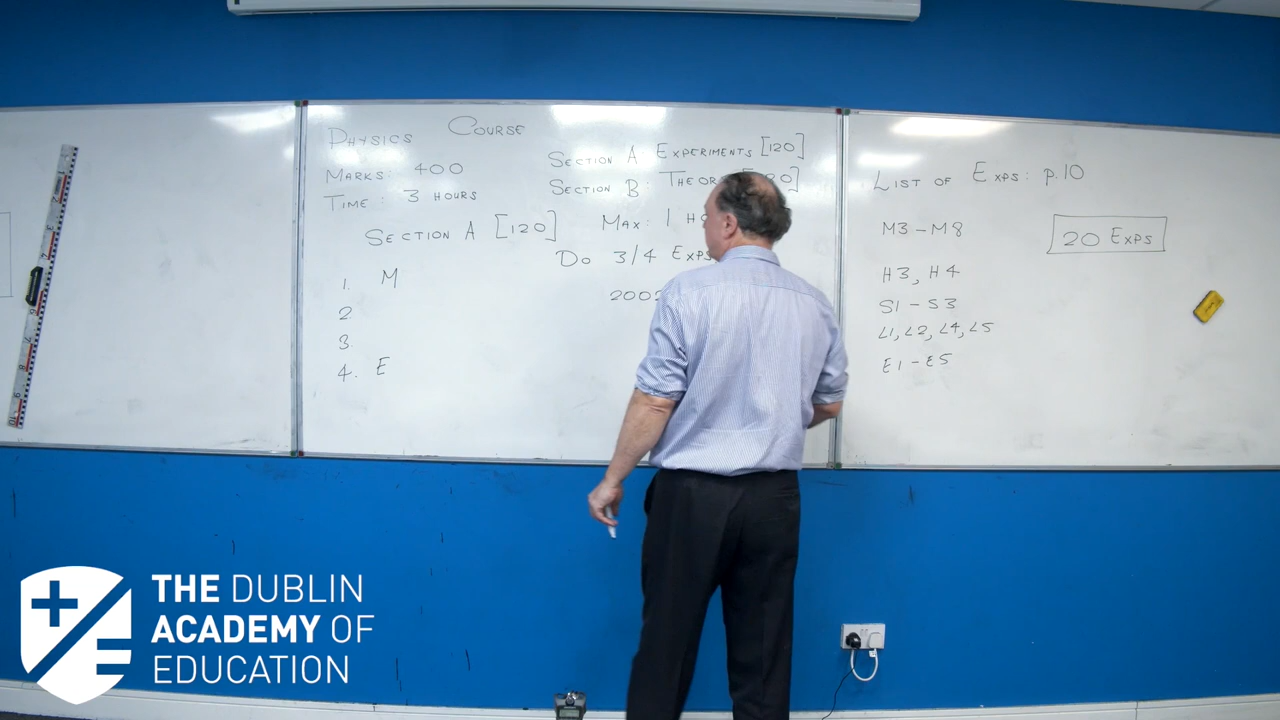 PHYSICS COURSE
MARKS: 400
TIME: 3 HOURS
SECTION A EXPERIMENTS [120]
SECTION B: 20]
SECTION A [120] MAX: 1
DO 3/4 EXPS
1. M
2
3.
4. E
LIST OF EXPS: p.10
M3 - M8
20 EXPS
H3, H4
S1 - S3
L1, L2, L4, L5
E1 - E5
THE DUBLIN
ACADEMY OF
EDUCATION